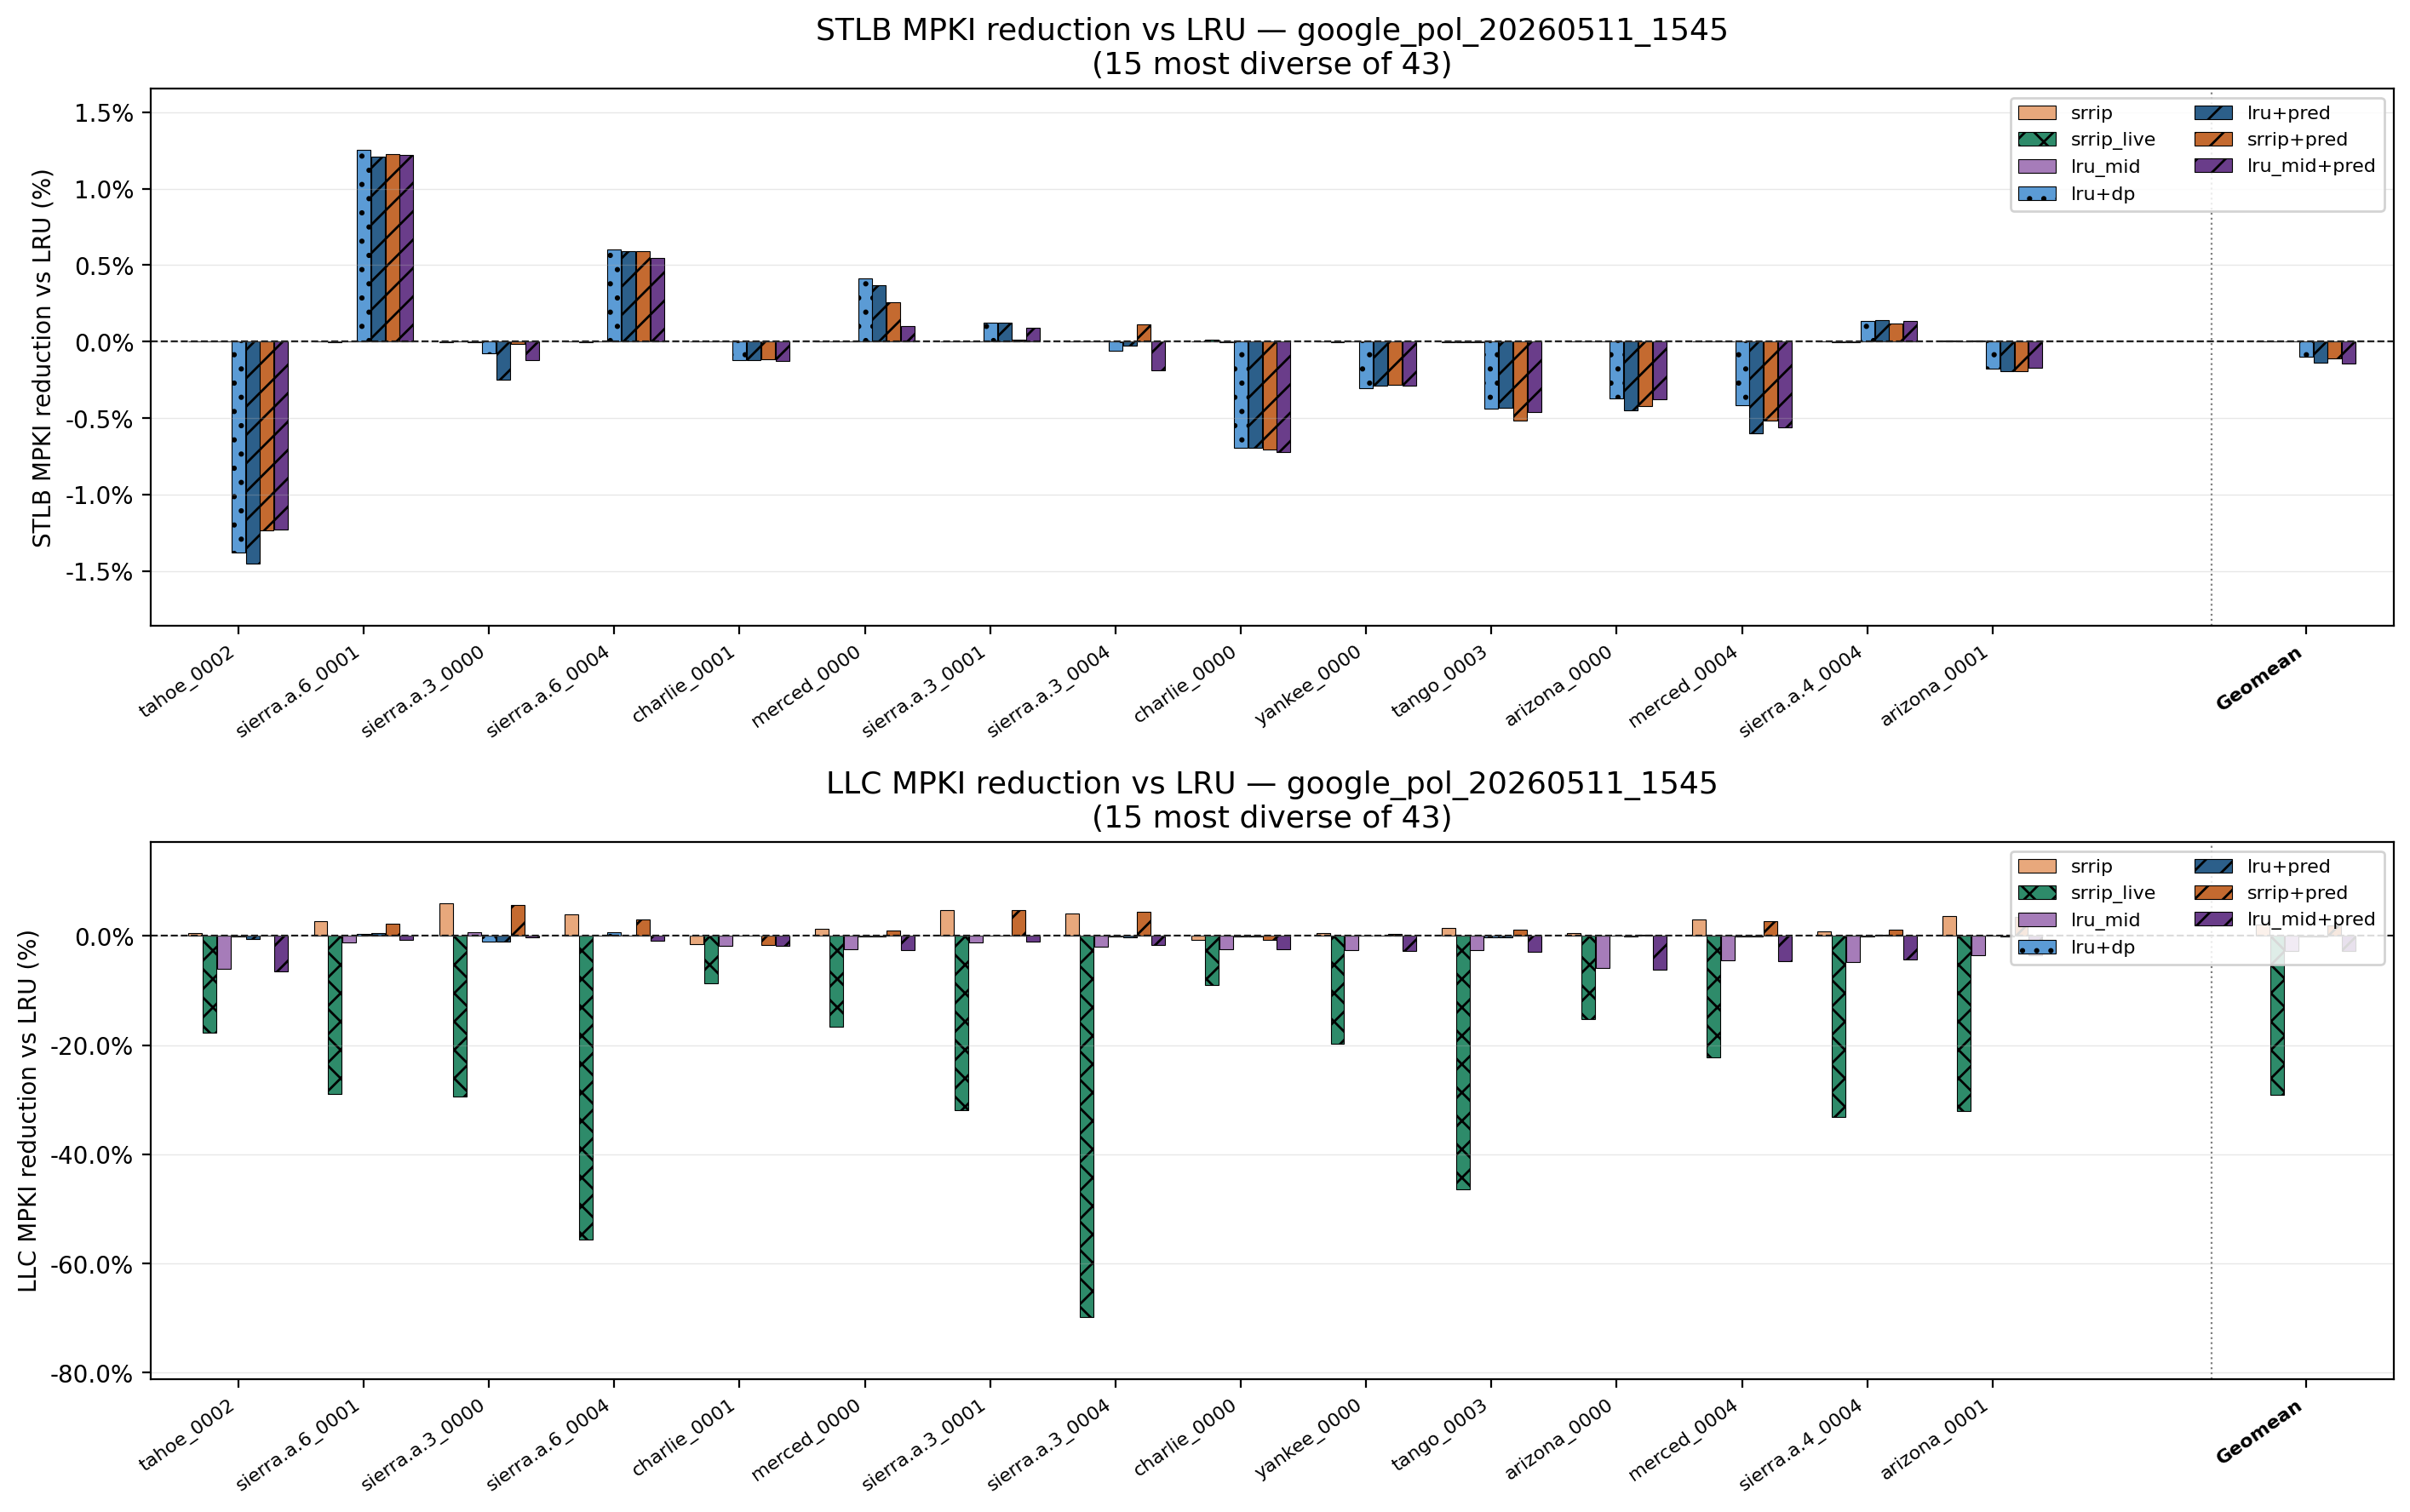 STLB MPKI reduction vs LRU — google_pol_20260511_1545
(15 most diverse of 43)
STLB MPKI reduction vs LRU (%)
1.5%
1.0%
0.5%
0.0%
-0.5%
-1.0%
-1.5%
srrip
srrip_live
lru_mid
lru+dp
lru+pred
srrip+pred
lru_mid+pred
tahoe_0002
sierra.a.6_0001
sierra.a.3_0000
sierra.a.6_0004
charlie_0001
merced_0000
sierra.a.3_0001
sierra.a.3_0004
charlie_0000
yankee_0000
tango_0003
arizona_0000
merced_0004
sierra.a.4_0004
arizona_0001
Geomean
LLC MPKI reduction vs LRU — google_pol_20260511_1545
(15 most diverse of 43)
LLC MPKI reduction vs LRU (%)
0.0%
-20.0%
-40.0%
-60.0%
-80.0%
srrip
srrip_live
lru_mid
lru+dp
lru+pred
srrip+pred
lru_mid+pred
tahoe_0002
sierra.a.6_0001
sierra.a.3_0000
sierra.a.6_0004
charlie_0001
merced_0000
sierra.a.3_0001
sierra.a.3_0004
charlie_0000
yankee_0000
tango_0003
arizona_0000
merced_0004
sierra.a.4_0004
arizona_0001
Geomean